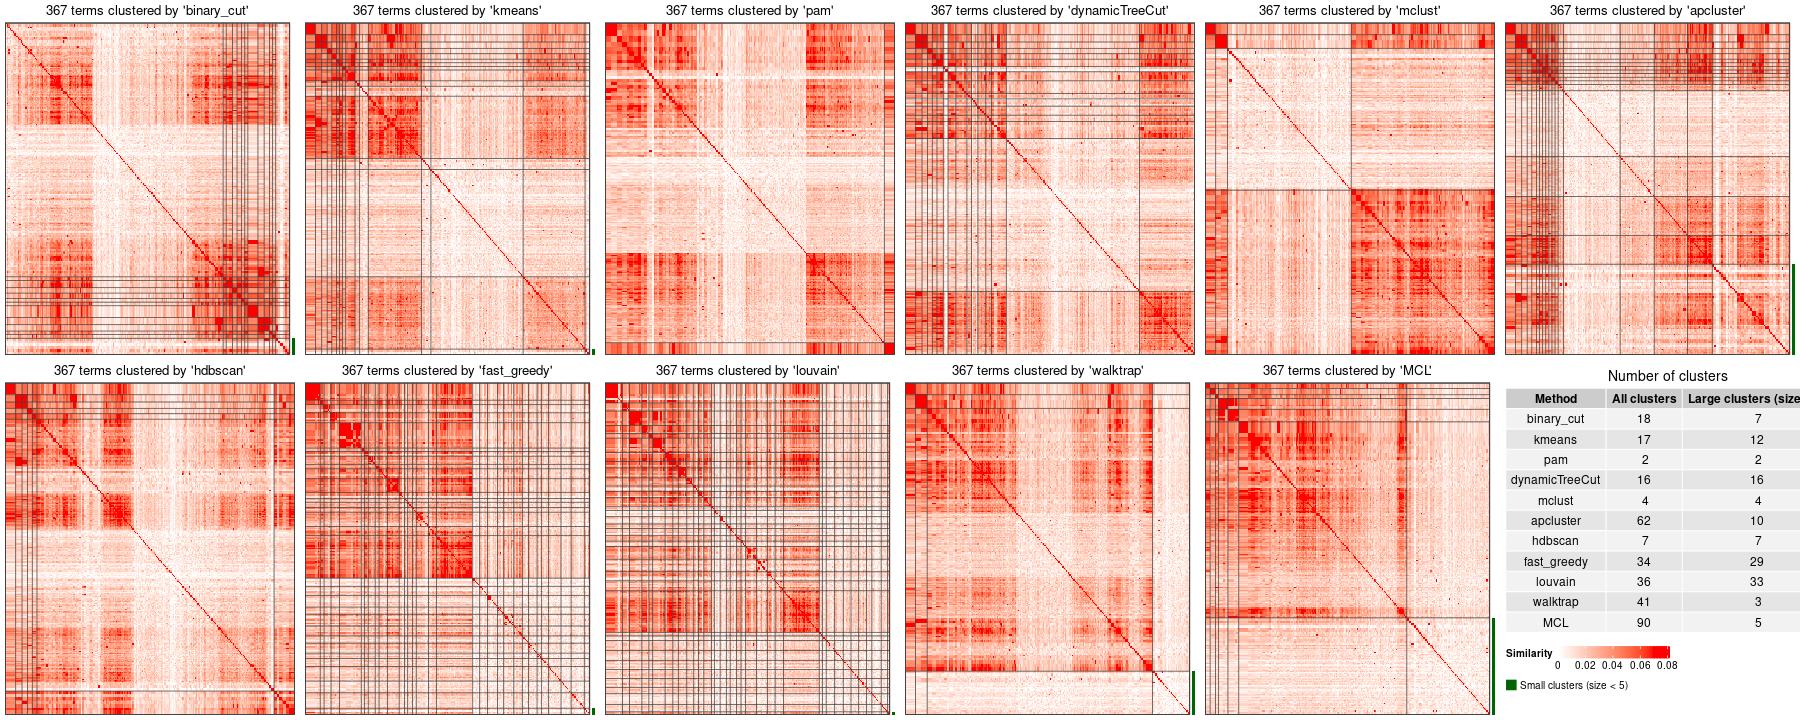 367 terms clustered by 'binary_cut'
367 terms clustered by 'kmeans'
367 terms clustered by 'pam'
367 terms clustered by 'dynamicTreeCut'
367 terms clustered by 'mclust'
367 terms clustered by 'apcluster'
367 terms clustered by 'hdbscan'
367 terms clustered by 'fast_greedy'
367 terms clustered by 'louvain'
367 terms clustered by 'walktrap'
367 terms clustered by 'MCL'
Number of clusters
Method All clusters Large clusters (size
binary_cut 18 7
kmeans 17 12
pam 2 2
dynamicTreeCut 16 16
mclust 4 4
apcluster 62 10
hdbscan 7 7
fast_greedy 34 29
louvain 36 33
walktrap 41 3
MCL 90 5
Similarity
0 0.02 0.04 0.06 0.08
Small clusters (size < 5)